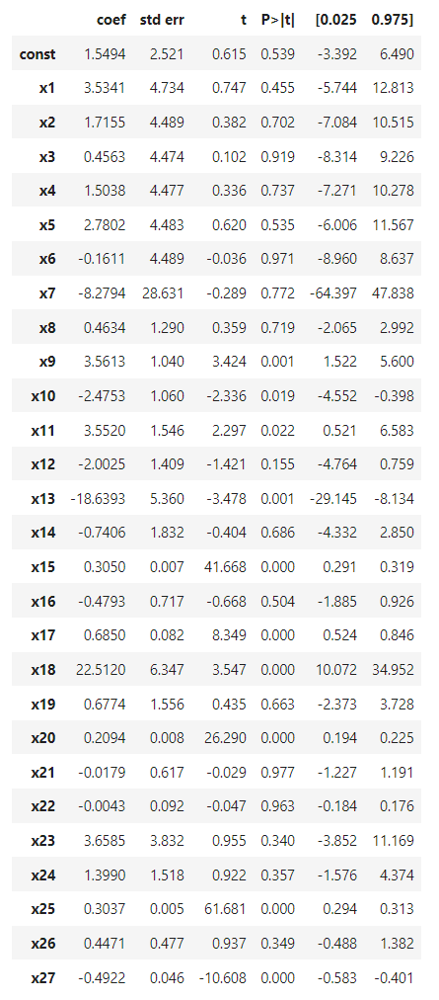 coef std err t P>|t| [0.025 0.975]
const 1.5494 2.521 0.615 0.539 -3.392 6.490
x1 3.5341 4.734 0.747 0.455 -5.744 12.813
x2 1.7155 4.489 0.382 0.702 -7.084 10.515
x3 0.4563 4.474 0.102 0.919 -8.314 9.226
x4 1.5038 4.477 0.336 0.737 -7.271 10.278
x5 2.7802 4.483 0.620 0.535 -6.006 11.567
x6 -0.1611 4.489 -0.036 0.971 -8.960 8.637
x7 -8.2794 28.631 -0.289 0.772 -64.397 47.838
x8 0.4634 1.290 0.359 0.719 -2.065 2.992
x9 3.5613 1.040 3.424 0.001 1.522 5.600
x10 -2.4753 1.060 -2.336 0.019 -4.552 -0.398
x11 3.5520 1.546 2.297 0.022 0.521 6.583
x12 -2.0025 1.409 -1.421 0.155 -4.764 0.759
x13 -18.6393 5.360 -3.478 0.001 -29.145 -8.134
x14 -0.7406 1.832 -0.404 0.686 -4.332 2.850
x15 0.3050 0.007 41.668 0.000 0.291 0.319
x16 -0.4793 0.717 -0.668 0.504 -1.885 0.926
x17 0.6850 0.082 8.349 0.000 0.524 0.846
x18 22.5120 6.347 3.547 0.000 10.072 34.952
x19 0.6774 1.556 0.435 0.663 -2.373 3.728
x20 0.2094 0.008 26.290 0.000 0.194 0.225
x21 -0.0179 0.617 -0.029 0.977 -1.227 1.191
x22 -0.0043 0.092 -0.047 0.963 -0.184 0.176
x23 3.6585 3.832 0.955 0.340 -3.852 11.169
x24 1.3990 1.518 0.922 0.357 -1.576 4.374
x25 0.3037 0.005 61.681 0.000 0.294 0.313
x26 0.4471 0.477 0.937 0.349 -0.488 1.382
x27 -0.4922 0.046 -10.608 0.000 -0.583 -0.401